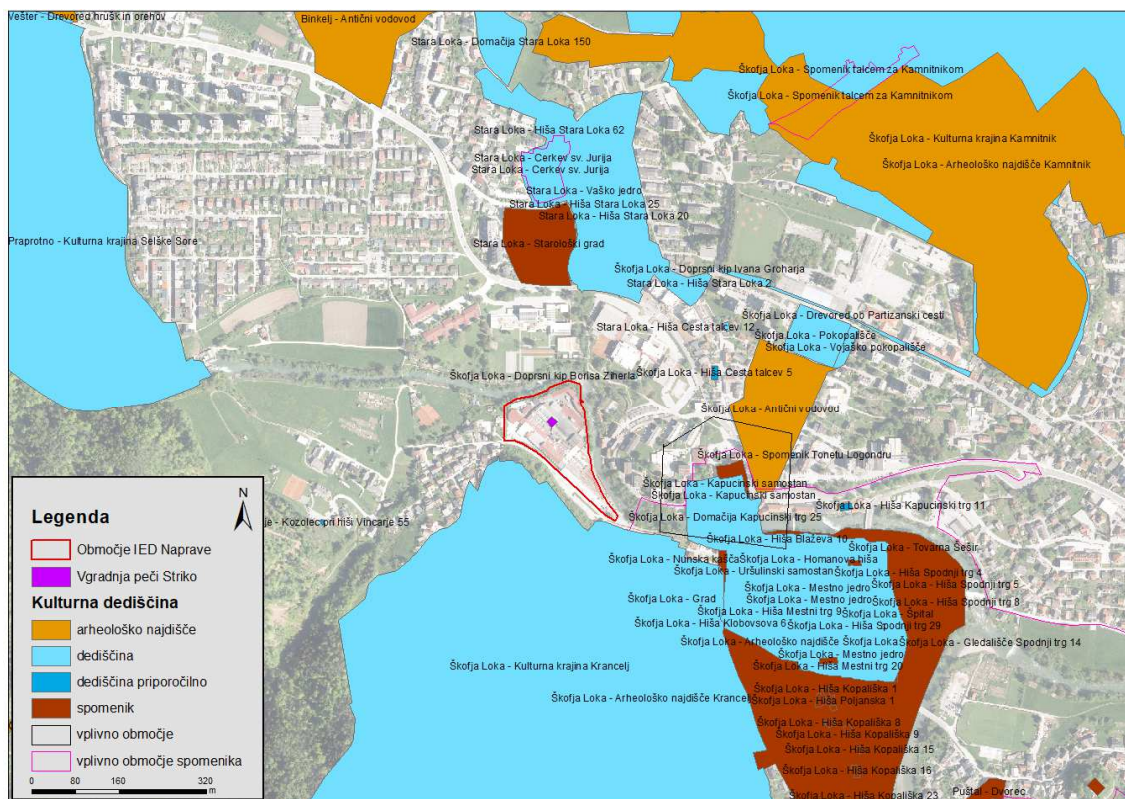 Vešter - Drevored hrušk in orehov
Binkelj - Antični vodovod
Stara Loka - Domačija Stara Loka 150
Škofja Loka - Spomenik talcem za Kamnitnikom
Škofja Loka - Spomenik talcem za Kamnitnikom
Stara Loka - Hiša Stara Loka 62
Škofja Loka - Kulturna krajina Kamnitnik
Stara Loka - Cerkev sv. Jurija
Škofja Loka - Arheološko najdišče Kamnitnik
Stara Loka - Cerkev sv. Jurija
Stara Loka - Vaško jedro
Stara Loka - Hiša Stara Loka 25
Stara Loka - Hiša Stara Loka 20
Praprotno - Kulturna krajina Selške Sore
Stara Loka - Starološki grad
Škofja Loka - Doprsni kip Ivana Groharja
Stara Loka - Hiša Stara Loka 2
Škofja Loka - Drevored ob Partizanski cesti
Stara Loka - Hiša Cesta talcev 12
Škofja Loka - Pokopališče
Škofja Loka - Vojaško pokopališče
Škofja Loka - Doprsni kip Borisa Ziherla
Škofja Loka - Hiša Cesta talcev 5
Škofja Loka - Antični vodovod
Škofja Loka - Spomenik Tonetu Logondru
Škofja Loka - Kapucinski samostan
Škofja Loka - Kapucinski samostan
Škofja Loka - Hiša Kapucinski trg 11
Škofja Loka - Domačija Kapucinski trg 25
je - Kozolec pri hiši Vincarje 55
Škofja Loka - Hiša Blaževa 10
Škofja Loka - Tovarna Šešir
Škofja Loka - Nunska kašča
Škofja Loka - Homanova hiša
Škofja Loka - Uršulinski samostan
Škofja Loka - Hiša Spodnji trg 4
Škofja Loka - Hiša Spodnji trg 5
Škofja Loka - Mestno jedro
Škofja Loka - Grad
Škofja Loka - Mestno jedro
Škofja Loka - Hiša Spodnji trg 8
Škofja Loka - Hiša Mestni trg 9
Škofja Loka - Špital
Škofja Loka - Hiša Klobovsova 6
Škofja Loka - Hiša Spodnji trg 29
Škofja Loka - Arheološko najdišče Škofja Loka
Škofja Loka - Gledališče Spodnji trg 14
Škofja Loka - Mestno jedro
Škofja Loka - Kulturna krajina Krancelj
Škofja Loka - Hiša Mestni trg 20
Škofja Loka - Hiša Kopališka 1
Škofja Loka - Arheološko najdišče Krancelj
Škofja Loka - Hiša Poljanska 1
Škofja Loka - Hiša Kopališka 8
Škofja Loka - Hiša Kopališka 9
Škofja Loka - Hiša Kopališka 15
Škofja Loka - Hiša Kopališka 16
Škofja Loka - Hiša Kopališka 23
Puštal - Dvorec
Legenda
N
Območje IED Naprave
Vgradnja peči Striko
Kulturna dediščina
arheološko najdišče
dediščina
dediščina priporočilno
spomenik
vplivno območje
vplivno območje spomenika
0 80 160 320
m